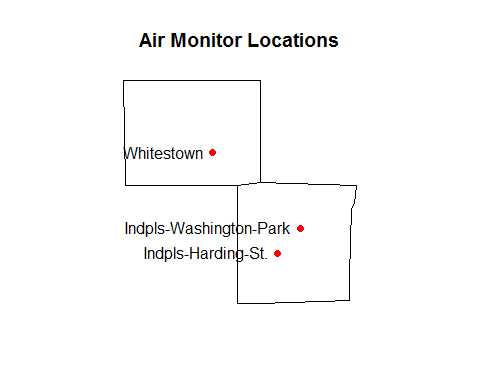 Air Monitor Locations
Whitestown
Indpls-Washington-Park
Indpls-Harding-St.